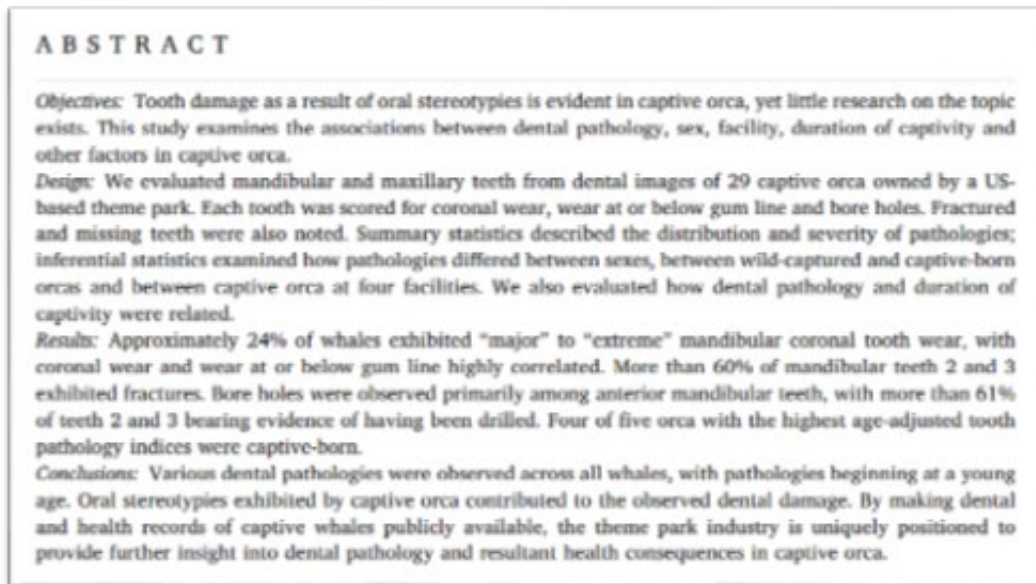 ABSTRACT
Objectives: Tooth damage as a result of oral stereotypies is evident in captive orca, yet little research on the topic
exists. This study examines the associations between dental pathology, sex, facility, duration of captivity and
other factors in captive orca.
Design: We evaluated mandibular and maxillary teeth from dental images of 29 captive orca owned by a US-
based theme park. Each tooth was scored for coronal wear, wear at or below gum line and bore holes. Fractured
and missing teeth were also noted. Summary statistics described the distribution and severity of pathologies;
inferential statistics examined how pathologies differed between sexes, between wild-captured and captive-born
orcas and between captive orca at four facilities. We also evaluated how dental pathology and duration of
captivity were related.
Results: Approximately 24% of whales exhibited “major” to “extreme” mandibular coronal tooth wear, with
coronal wear and wear at or below gum line highly correlated. More than 60% of mandibular teeth 2 and 3
exhibited fractures. Bore holes were observed primarily among anterior mandibular teeth, with more than 61%
of teeth 2 and 3 bearing evidence of having been drilled. Four of five orca with the highest age-adjusted tooth
pathology indices were captive-born.
Conclusions: Various dental pathologies were observed across all whales, with pathologies beginning at a young
age. Oral stereotypies exhibited by captive orca contributed to the observed dental damage. By making dental
and health records of captive whales publicly available, the theme park industry is uniquely positioned to
provide further insight into dental pathology and resultant health consequences in captive orca.